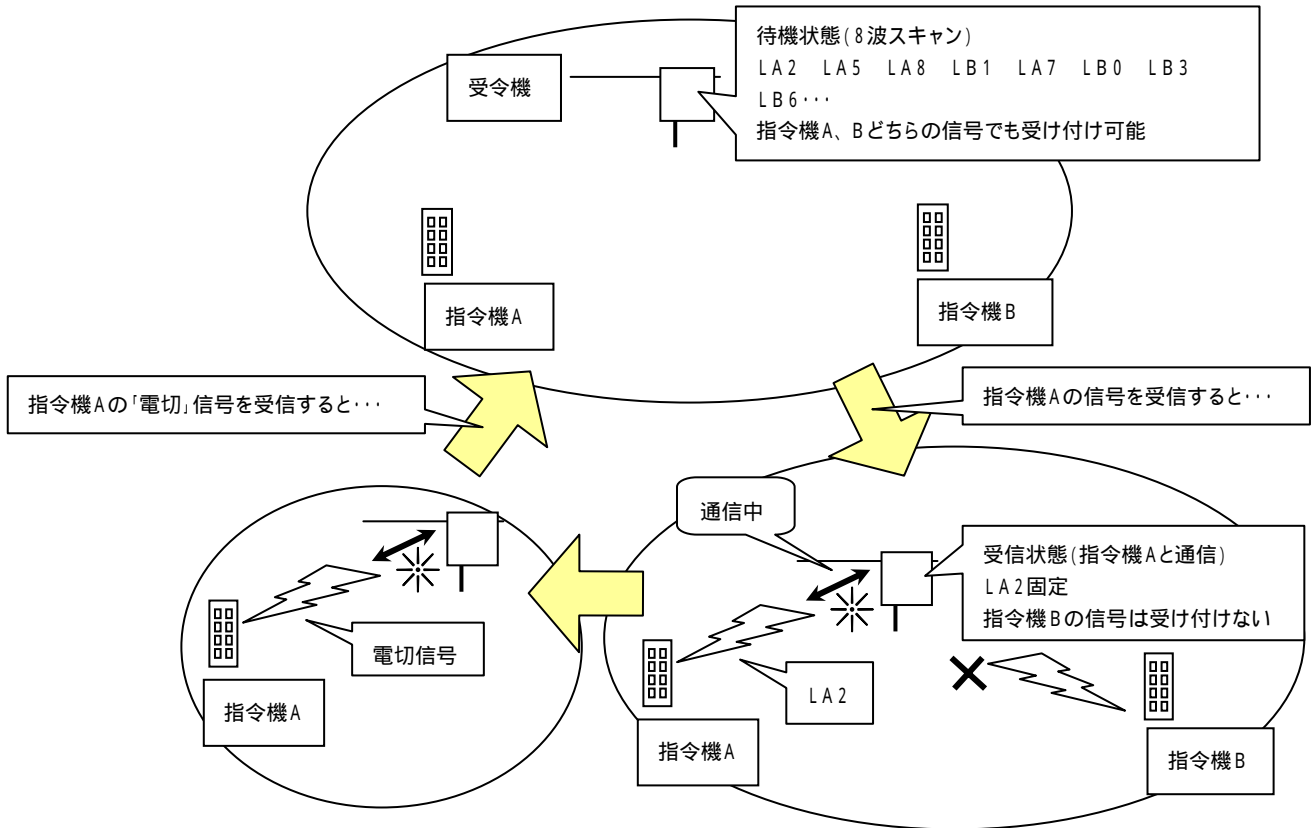 待機状態(8波スキャン)
LA2 LA5 LA8 LB1 LA7 LB0 LB3
LB6･･･
指令機A、Bどちらの信号でも受け付け可能
受令機
指令機A
指令機B
指令機Aの「電切」信号を受信すると･･･
指令機Aの信号を受信すると･･･
通信中
受信状態(指令機Aと通信)
LA2固定
指令機Bの信号は受け付けない
電切信号
LA2
指令機A
指令機A
指令機B